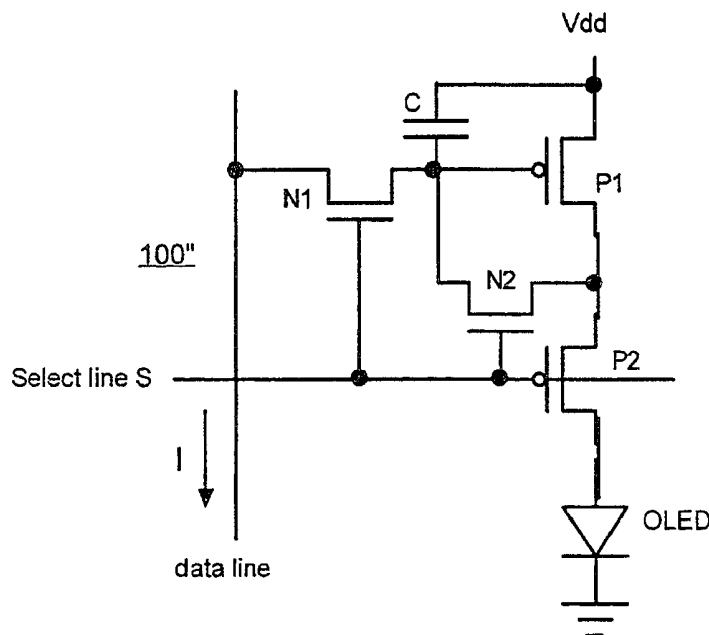 Vdd
C
P1
N1
100"
N2
P2
Select line S
I
OLED
data line